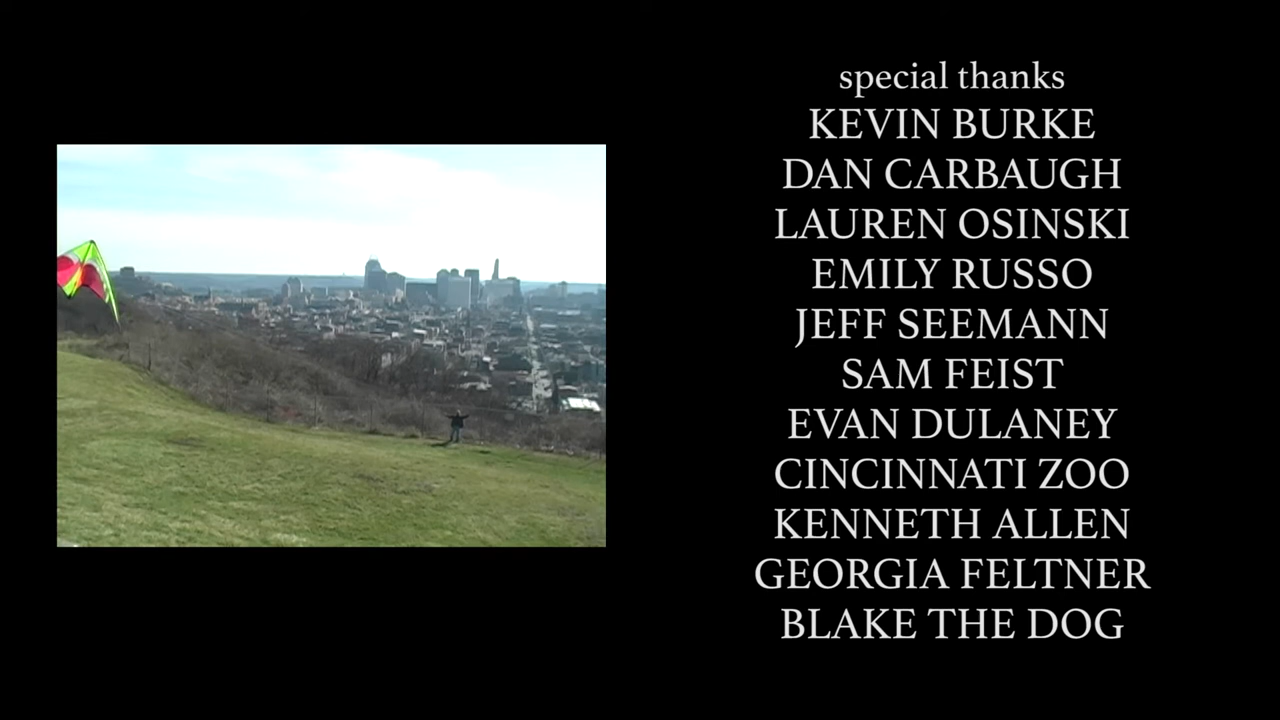 special thanks
KEVIN BURKE
DAN CARBAUGH
LAUREN OSINSKI
EMILY RUSSO
JEFF SEEMANN
SAM FEIST
EVAN DULANEY
CINCINNATI ZOO
KENNETH ALLEN
GEORGIA FELTNER
BLAKE THE DOG